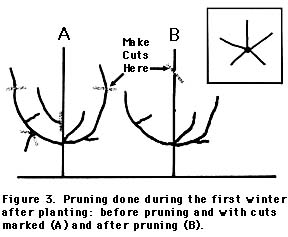 A
B
Make
Cuts
Here
Figure 3. Pruning done during the first winter
after planting: before pruning and with cuts
marked (A) and after pruning (B).